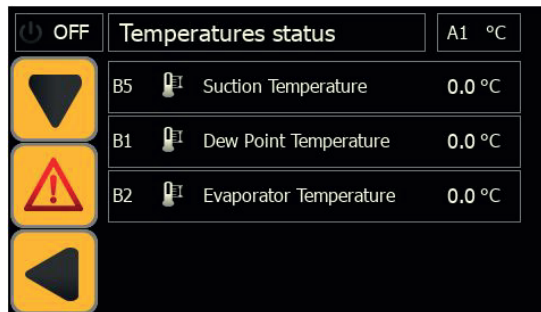 OFF Temperatures status A1 °C
B5 Suction Temperature 0.0 °C
B1 Dew Point Temperature 0.0 °C
B2 Evaporator Temperature 0.0 °C